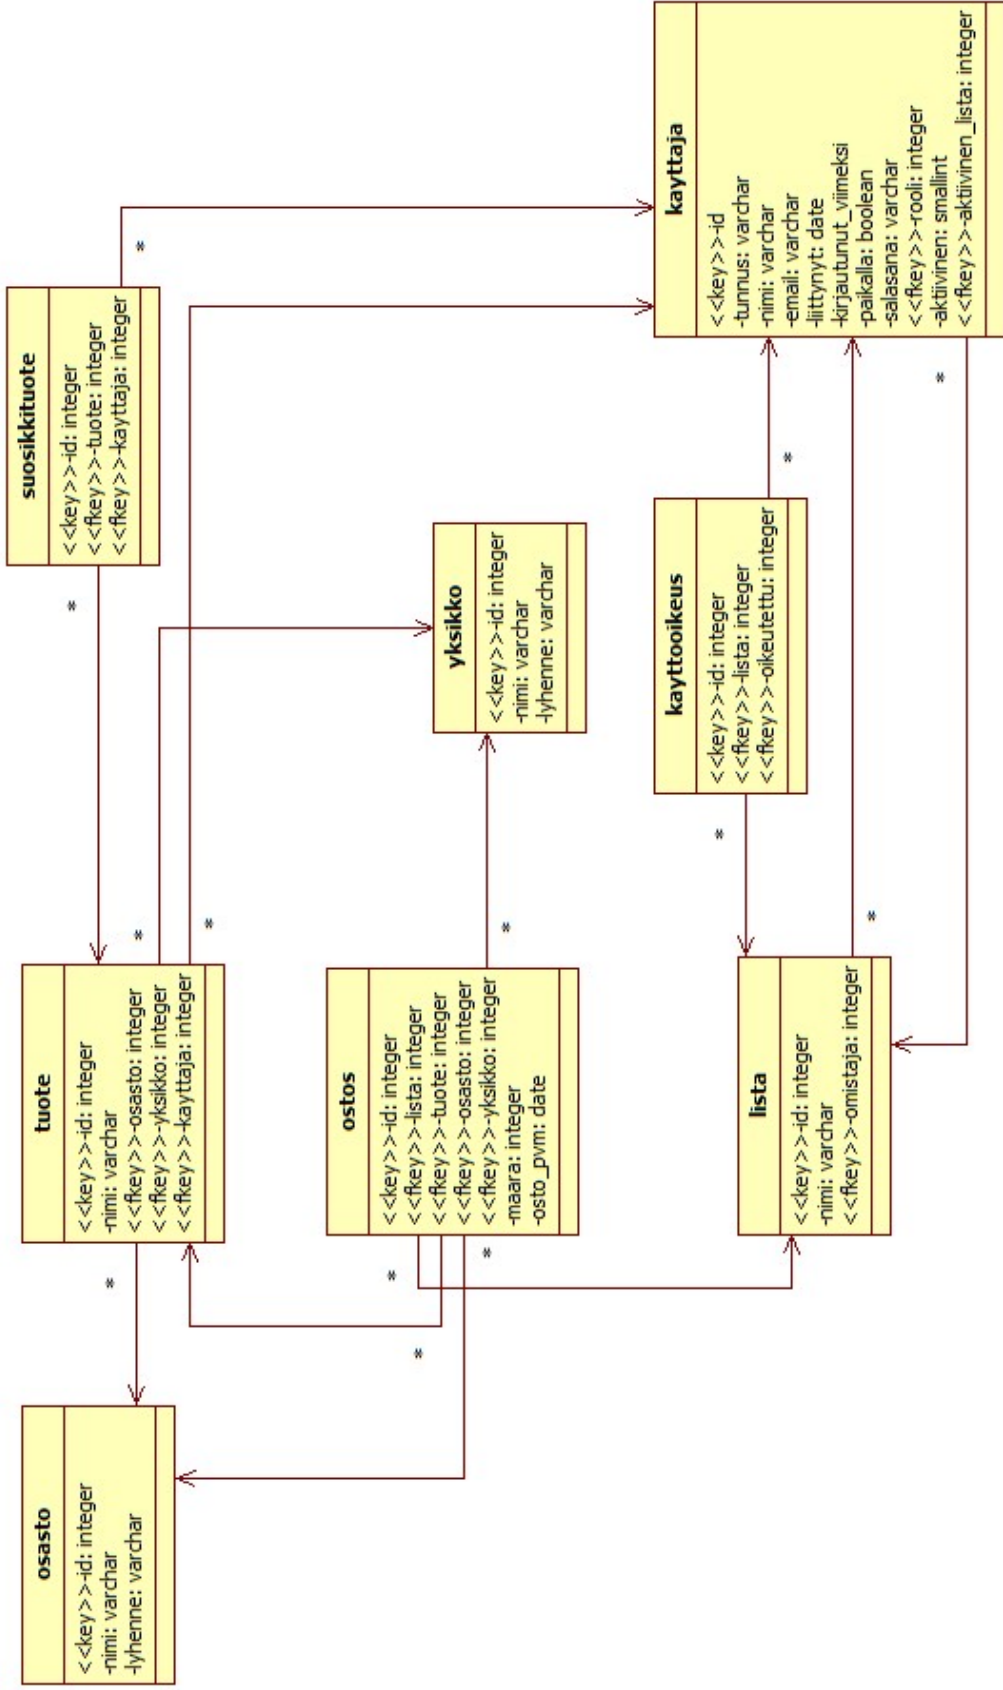 osasto
<<key>>-id: integer
-nimi: varchar
-lyhenne: varchar
tuote
<<key>>-id: integer
-nimi: varchar
<<fkey>>-osasto: integer
<<fkey>>-yksikko: integer
<<fkey>>-kayttaja: integer
suosikkituote
<<key>>-id: integer
<<fkey>>-tuote: integer
<<fkey>>-kayttaja: integer
ostos
<<key>>-id: integer
<<fkey>>-lista: integer
<<fkey>>-tuote: integer
<<fkey>>-osasto: integer
<<fkey>>-yksikko: integer
-maara: integer
-osto_pvm: date
yksikko
<<key>>-id: integer
-nimi: varchar
-lyhenne: varchar
lista
<<key>>-id: integer
-nimi: varchar
<<fkey>>-omistaja: integer
kayttooikeus
<<key>>-id: integer
<<fkey>>-lista: integer
<<fkey>>-oikeutettu: integer
kayttaja
<<key>>-id
-tunnus: varchar
-nimi: varchar
-email: varchar
-liittynyt: date
-kirjautunut_viimeksi
-paikalla: boolean
-salasana: varchar
<<fkey>>-rooli: integer
-aktiivinen: smallint
<<fkey>>-aktiivinen_lista: integer
*
*
*
*
*
*
*
*
*
*
*
*
*